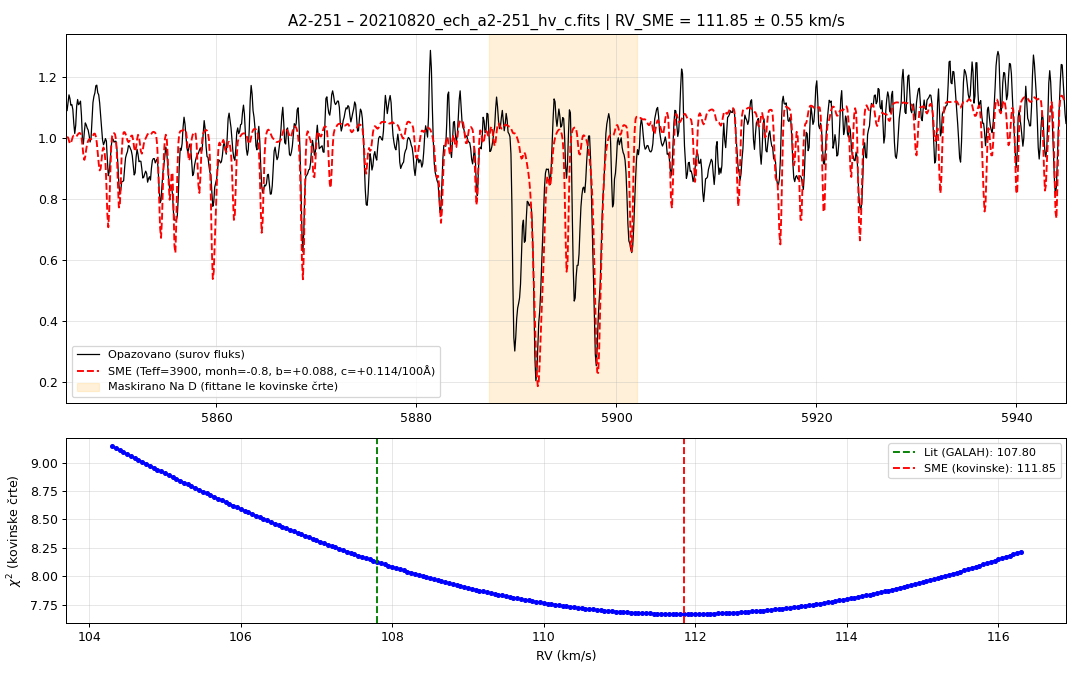 A2-251 – 20210820_ech_a2-251_hv_c.fits | RV_SME = 111.85 ± 0.55 km/s
1.2
1.0
0.8
0.6
0.4
0.2
Opazovano (surov fluks)
SME (Teff=3900, monh=-0.8, b=+0.088, c=+0.114/100Å)
Maskirano Na D (fittane le kovinske črte)
5860 5880 5900 5920 5940
χ² (kovinske črte)
9.00
8.75
8.50
8.25
8.00
7.75
Lit (GALAH): 107.80
SME (kovinske): 111.85
104 106 108 110 112 114 116
RV (km/s)